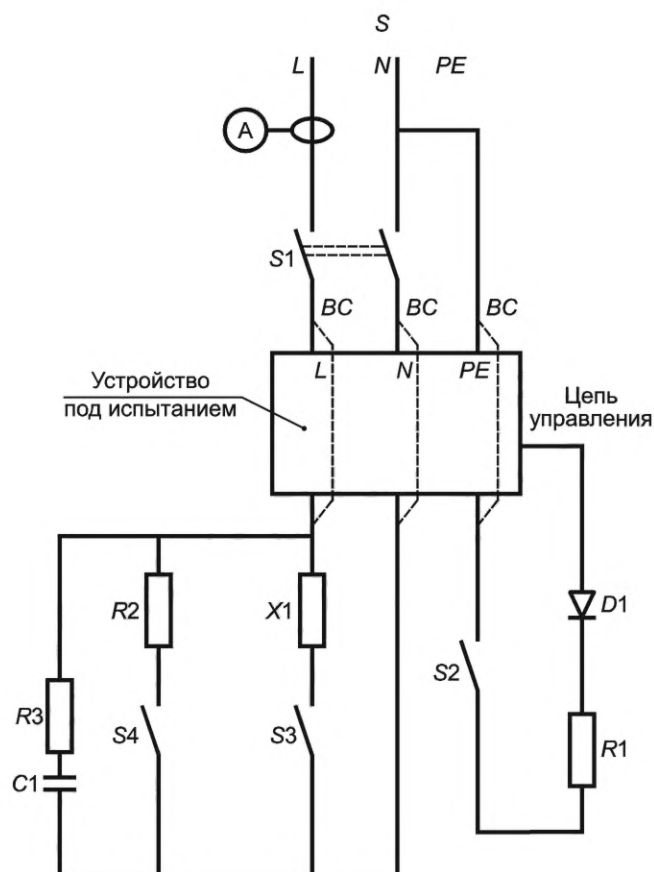 S
L N PE
A
S1
BC BC BC
L N PE
Устройство
под испытанием
Цепь
управления
R2 X1 D1
S2
R3 S4 S3 R1
C1